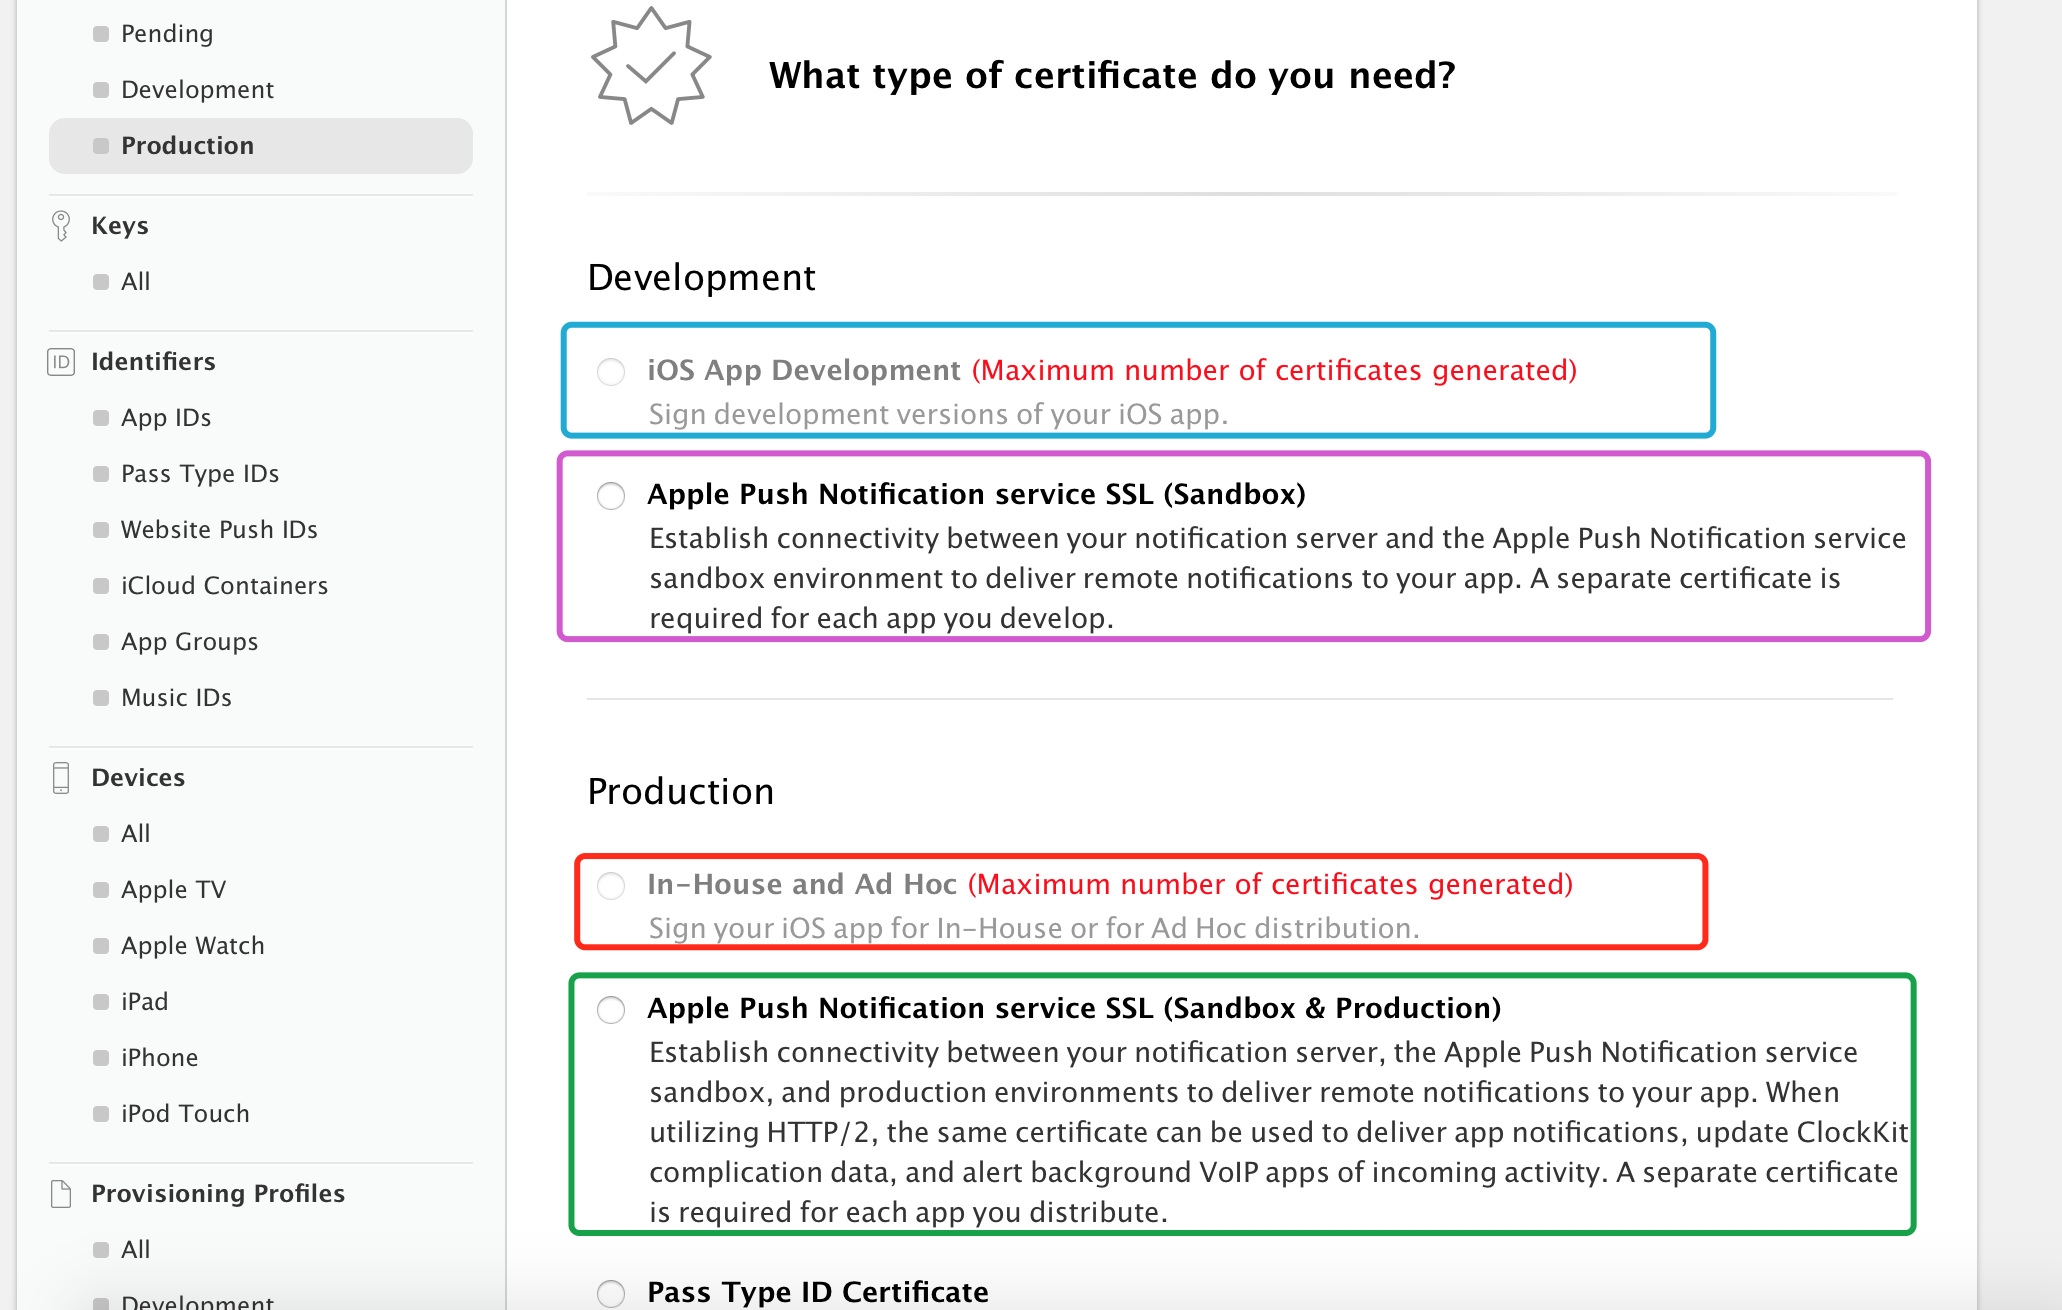 Pending
Development
Production
Keys
All
ID
Identifiers
App IDs
Pass Type IDs
Website Push IDs
iCloud Containers
App Groups
Music IDs
Devices
All
Apple TV
Apple Watch
iPad
iPhone
iPod Touch
Provisioning Profiles
All
Development
What type of certificate do you need?
Development
iOS App Development (Maximum number of certificates generated)
Sign development versions of your iOS app.
Apple Push Notification service SSL (Sandbox)
Establish connectivity between your notification server and the Apple Push Notification service
sandbox environment to deliver remote notifications to your app. A separate certificate is
required for each app you develop.
Production
In-House and Ad Hoc (Maximum number of certificates generated)
Sign your iOS app for In-House or for Ad Hoc distribution.
Apple Push Notification service SSL (Sandbox & Production)
Establish connectivity between your notification server, the Apple Push Notification service
sandbox, and production environments to deliver remote notifications to your app. When
utilizing HTTP/2, the same certificate can be used to deliver app notifications, update ClockKit
complication data, and alert background VoIP apps of incoming activity. A separate certificate
is required for each app you distribute.
Pass Type ID Certificate